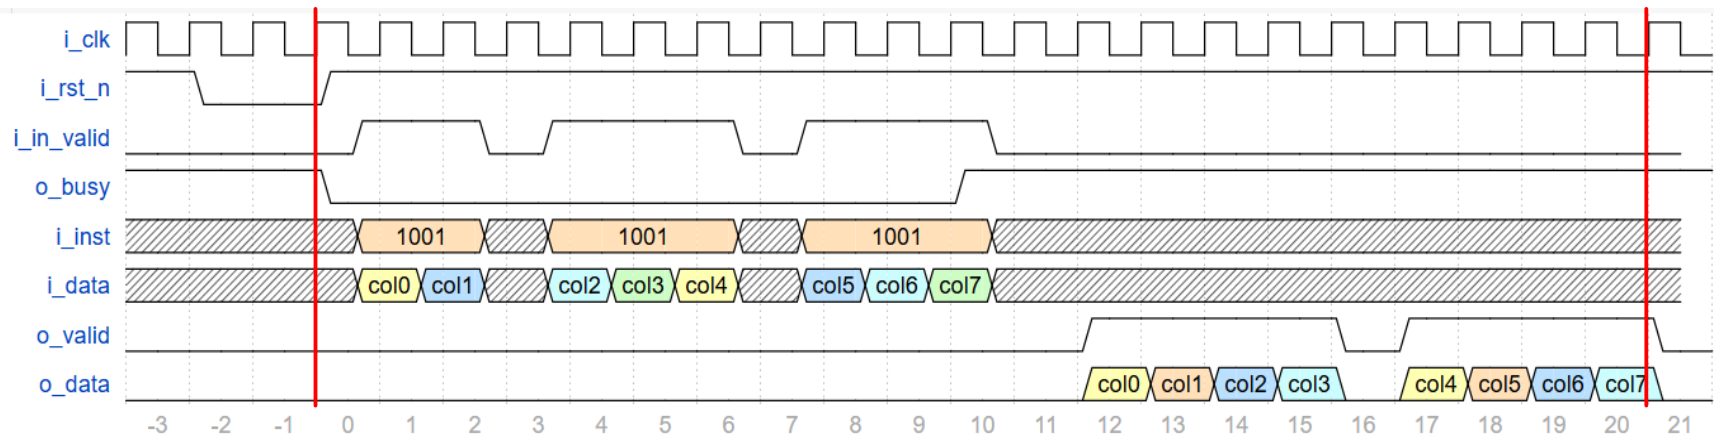 i_clk
i_rst_n
i_in_valid
o_busy
i_inst 1001 1001 1001
i_data col0 col1 col2 col3 col4 col5 col6 col7
o_valid
o_data col0 col1 col2 col3 col4 col5 col6 col7
-3 -2 -1 0 1 2 3 4 5 6 7 8 9 10 11 12 13 14 15 16 17 18 19 20 21